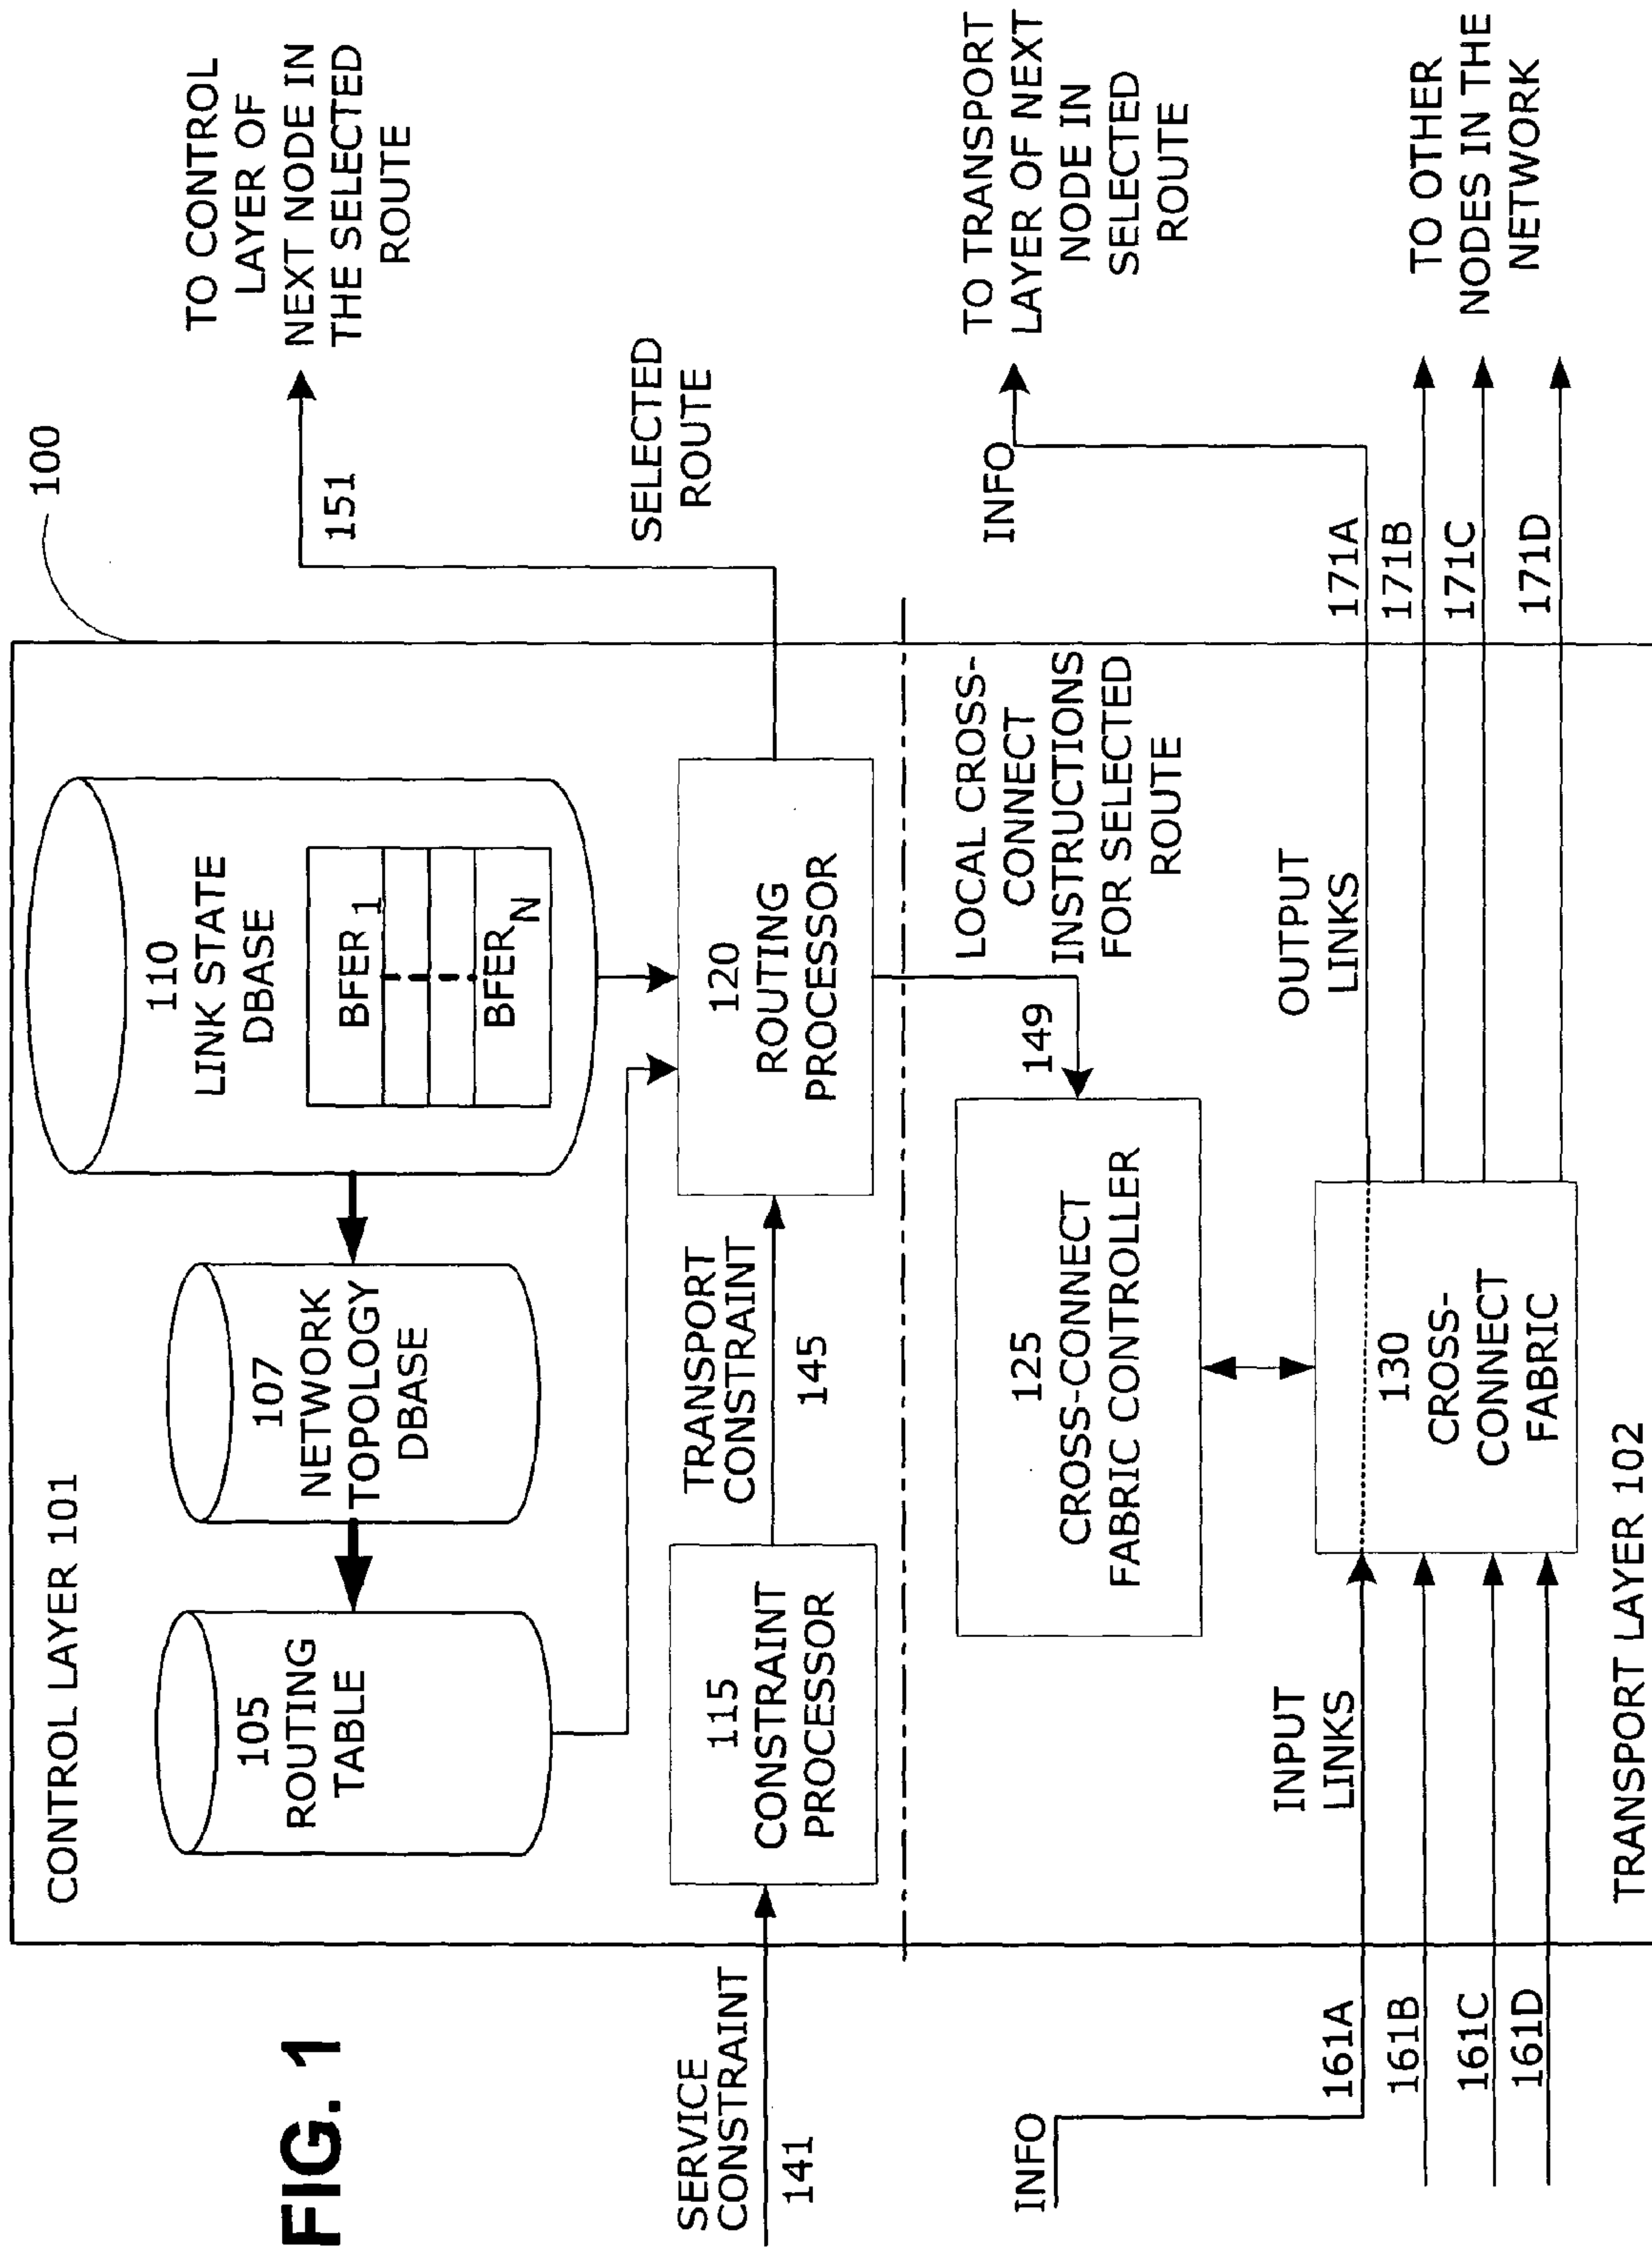 FIG. 1
100
CONTROL LAYER 101
105
ROUTING
TABLE
107
NETWORK
TOPOLOGY
DBASE
110
LINK STATE
DBASE
BFER1
BFERN
TO CONTROL
LAYER OF
NEXT NODE IN
THE SELECTED
ROUTE
151
SERVICE
CONSTRAINT
141
115
CONSTRAINT
PROCESSOR
TRANSPORT
CONSTRAINT
145
120
ROUTING
PROCESSOR
SELECTED
ROUTE
149
LOCAL CROSS-
CONNECT
INSTRUCTIONS
FOR SELECTED
ROUTE
125
CROSS-CONNECT
FABRIC CONTROLLER
INFO
TO TRANSPORT
LAYER OF NEXT
NODE IN
SELECTED
ROUTE
INFO
INPUT
LINKS
OUTPUT
LINKS
161A
161B
161C
161D
130
CROSS-
CONNECT
FABRIC
171A
171B
171C
171D
TO OTHER
NODES IN THE
NETWORK
TRANSPORT LAYER 102